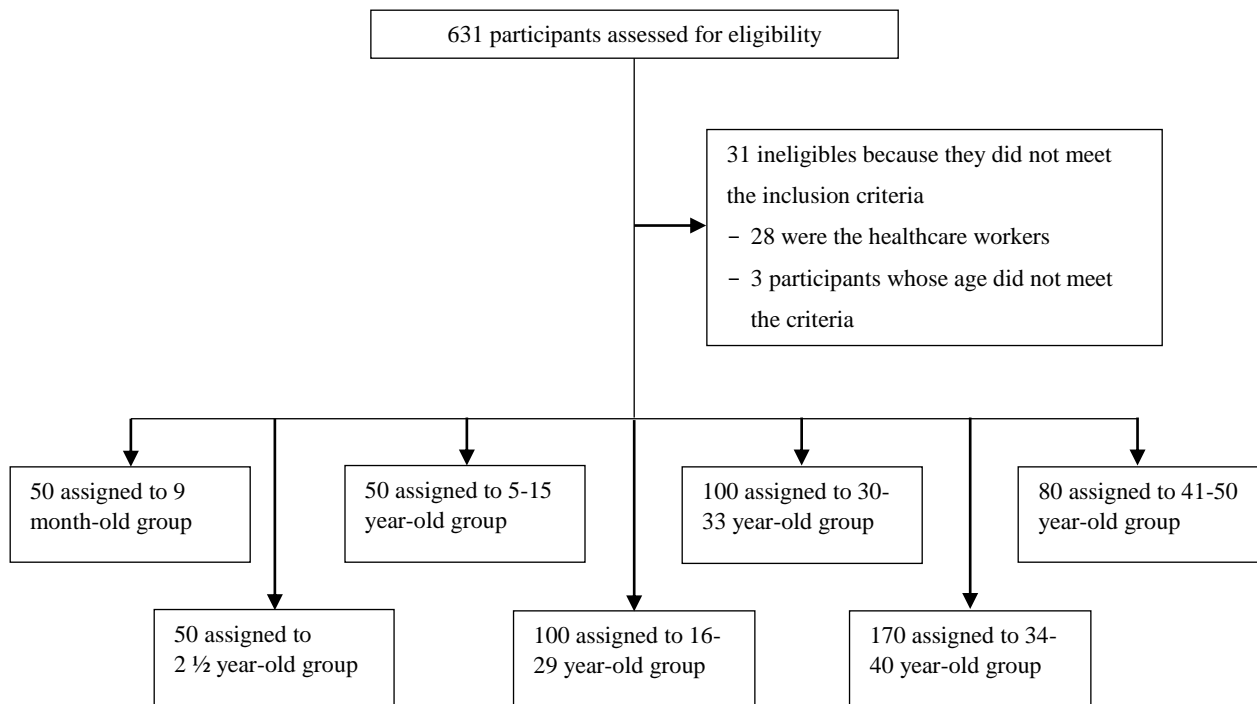 631 participants assessed for eligibility
31 ineligibles because they did not meet
the inclusion criteria
− 28 were the healthcare workers
− 3 participants whose age did not meet
the criteria
50 assigned to 9
month-old group
50 assigned to 5-15
year-old group
100 assigned to 30-
33 year-old group
80 assigned to 41-50
year-old group
50 assigned to
2 ½ year-old group
100 assigned to 16-
29 year-old group
170 assigned to 34-
40 year-old group